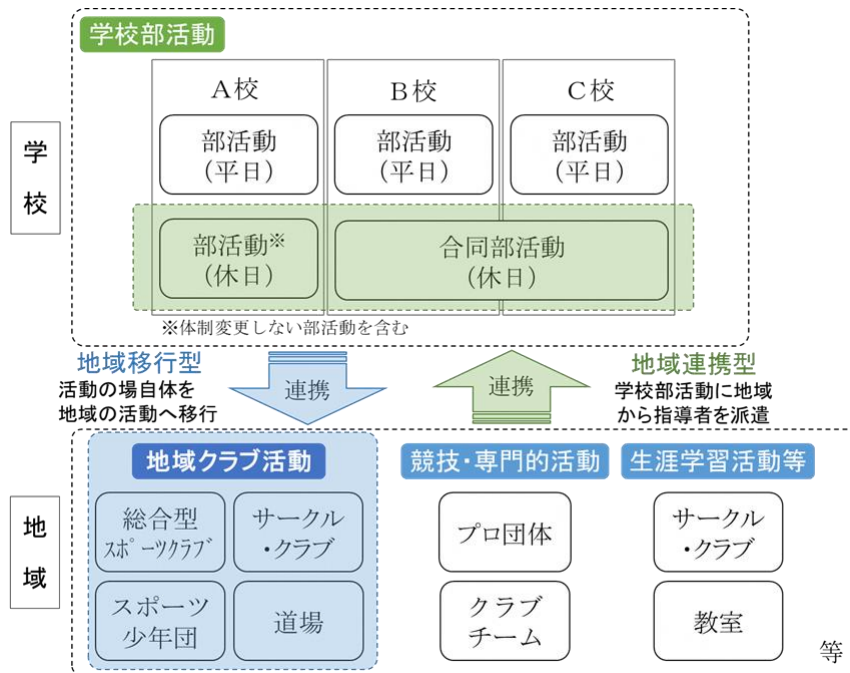 学校部活動
学校
A校
B校
C校
部活動
(平日)
部活動
(平日)
部活動
(平日)
部活動※
(休日)
合同部活動
(休日)
※体制変更しない部活動を含む
地域移行型
活動の場自体を
地域の活動へ移行
連携
連携
地域連携型
学校部活動に地域
から指導者を派遣
地域
地域クラブ活動
総合型
スポーツクラブ
サークル
・クラブ
スポーツ
少年団
道場
競技・専門的活動
プロ団体
クラブ
チーム
生涯学習活動等
サークル
・クラブ
教室
等